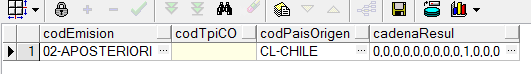 codEmision codTpiCO codPaisOrigen cadenaResul
1 02-APOSTERIORI ... CL-CHILE ... 0,0,0,0,0,0,0,0,0,1,0,0,0